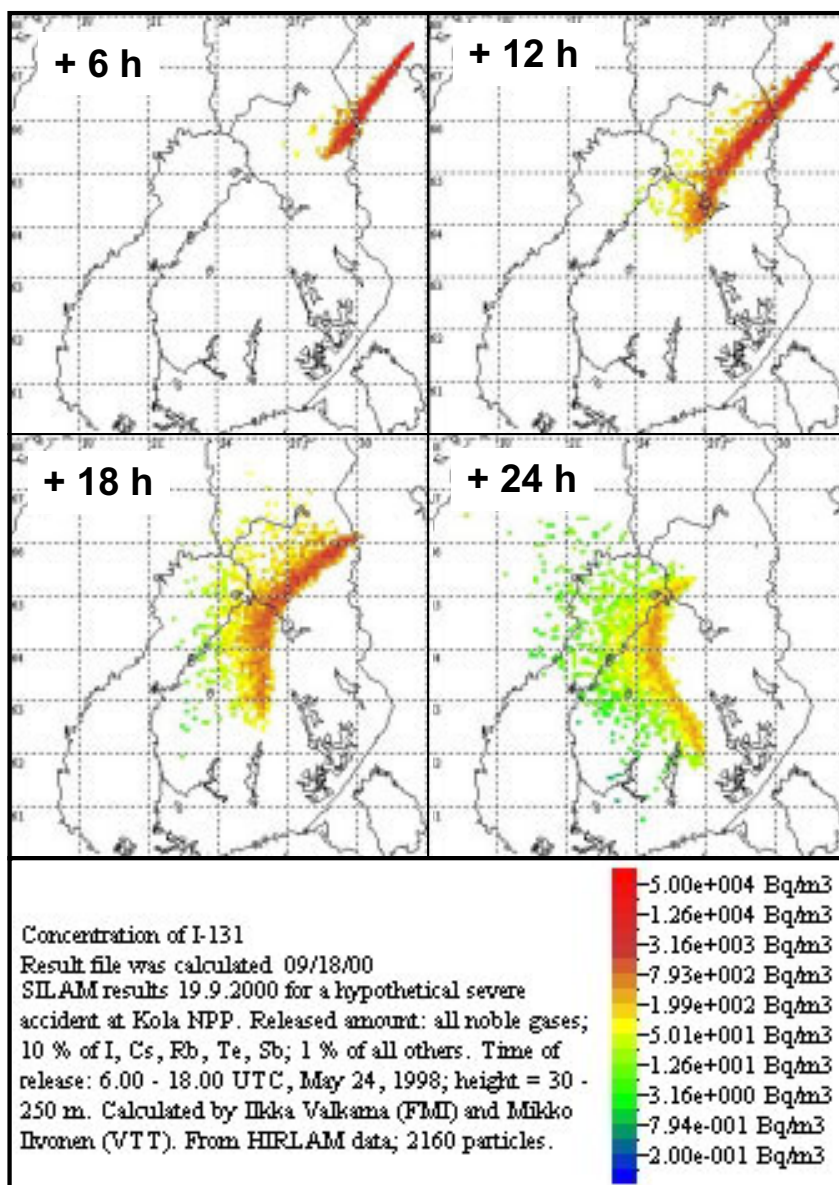 + 6 h
+ 12 h
+ 18 h
+ 24 h
Concentration of I-131
Result file was calculated 09/18/00
SILAM results 19.9.2000 for a hypothetical severe
accident at Kola NPP. Released amount: all noble gases;
10 % of I, Cs, Rb, Te, Sb; 1 % of all others. Time of
release: 6.00 - 18.00 UTC, May 24, 1998; height = 30 -
250 m. Calculated by Ilkka Valkama (FMI) and Mikko
Ilvonen (VTT). From HIRLAM data; 2160 particles.
5.00e+004 Bq/m3
1.26e+004 Bq/m3
3.16e+003 Bq/m3
7.93e+002 Bq/m3
1.99e+002 Bq/m3
5.01e+001 Bq/m3
1.26e+001 Bq/m3
3.16e+000 Bq/m3
7.94e-001 Bq/m3
2.00e-001 Bq/m3